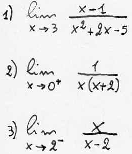 1) lim x→3 x-1 / x²+2x-5
2) lim x→0⁺ 1 / x(x+2)
3) lim x→2⁻ x / x-2